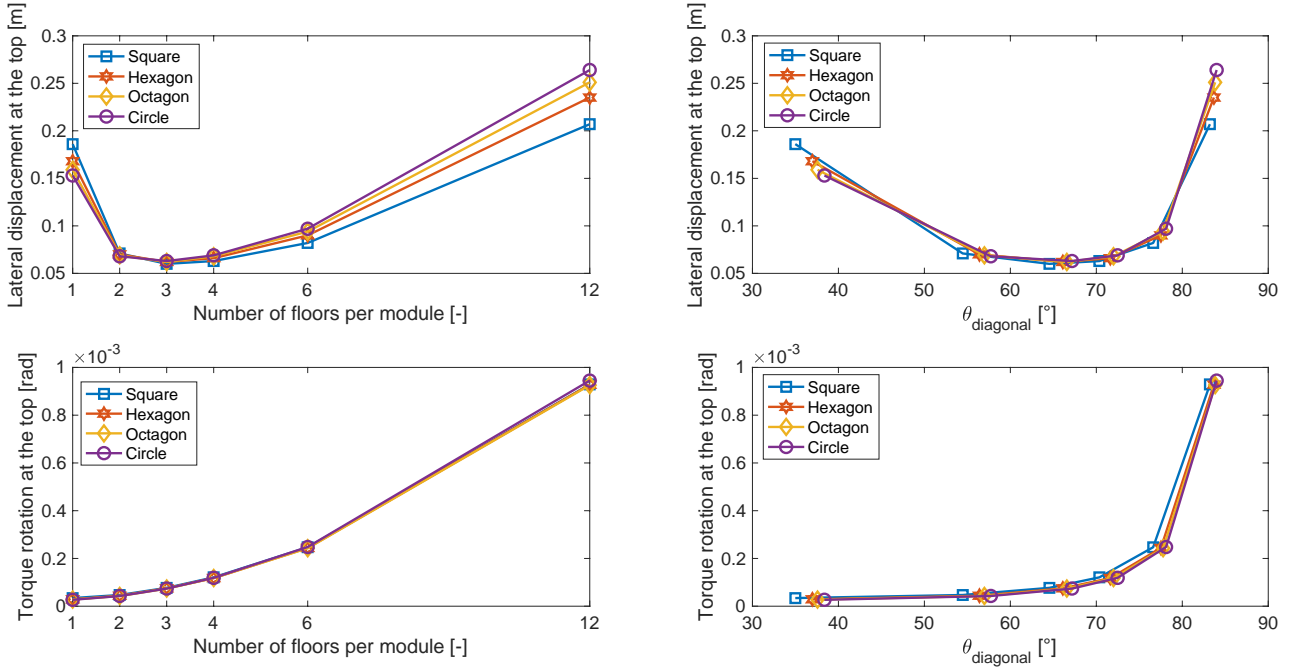 Lateral displacement at the top [m]
0.3
0.25
0.2
0.15
0.1
0.05
Square
Hexagon
Octagon
Circle
1 2 3 4 6 12
Number of floors per module [-]
Lateral displacement at the top [m]
0.3
0.25
0.2
0.15
0.1
0.05
Square
Hexagon
Octagon
Circle
30 40 50 60 70 80 90
θdiagonal [°]
Torque rotation at the top [rad]
×10-3
1
0.8
0.6
0.4
0.2
0
Square
Hexagon
Octagon
Circle
1 2 3 4 6 12
Number of floors per module [-]
Torque rotation at the top [rad]
×10-3
1
0.8
0.6
0.4
0.2
0
Square
Hexagon
Octagon
Circle
30 40 50 60 70 80 90
θdiagonal [°]